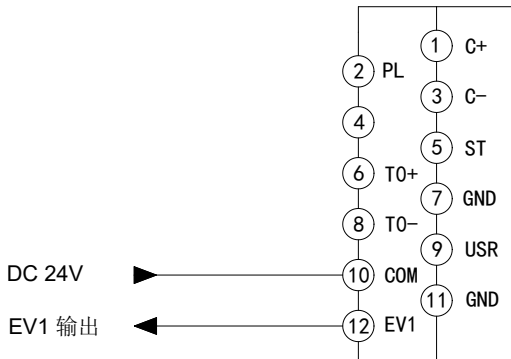 ① C+
② PL
③ C-
④
⑤ ST
⑥ TO+
⑦ GND
⑧ TO-
⑨ USR
DC 24V ⑩ COM
⑪ GND
EV1 输出 ⑫ EV1